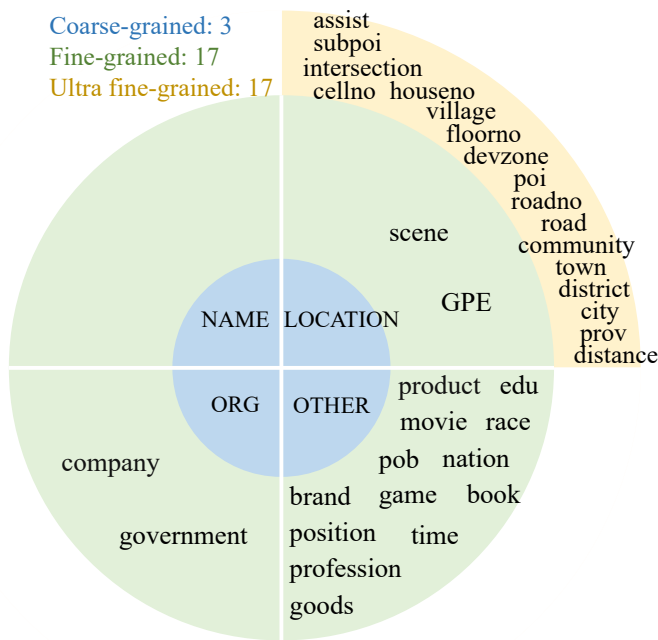 Coarse-grained: 3
Fine-grained: 17
Ultra fine-grained: 17
assist
subpoi
intersection
cellno houseno
village
floorno
devzone
poi
roadno
road
community
town
district
city
prov
distance
scene
GPE
NAME LOCATION
ORG OTHER
company
government
product edu
movie race
pob nation
brand game book
position time
profession
goods